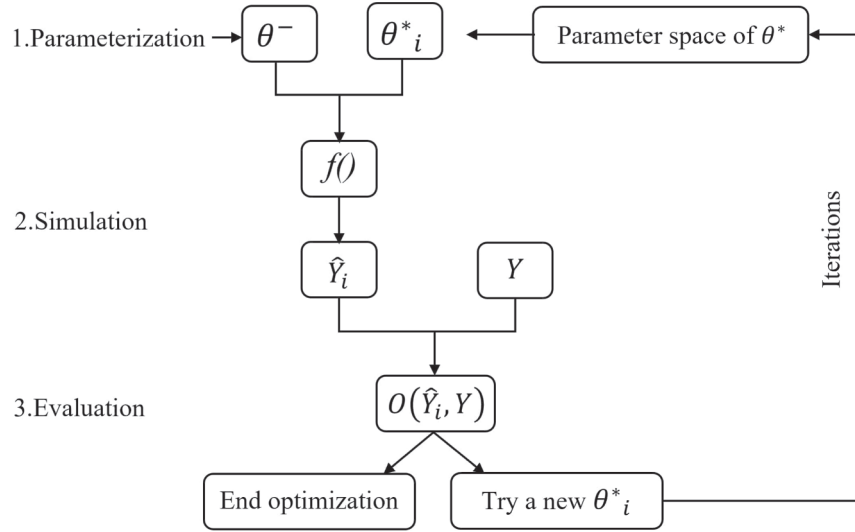 1.Parameterization θ⁻ θ*ᵢ Parameter space of θ*
f()
2.Simulation
Iterations
Ŷᵢ Y
O(Ŷᵢ, Y)
3.Evaluation
End optimization Try a new θ*ᵢ